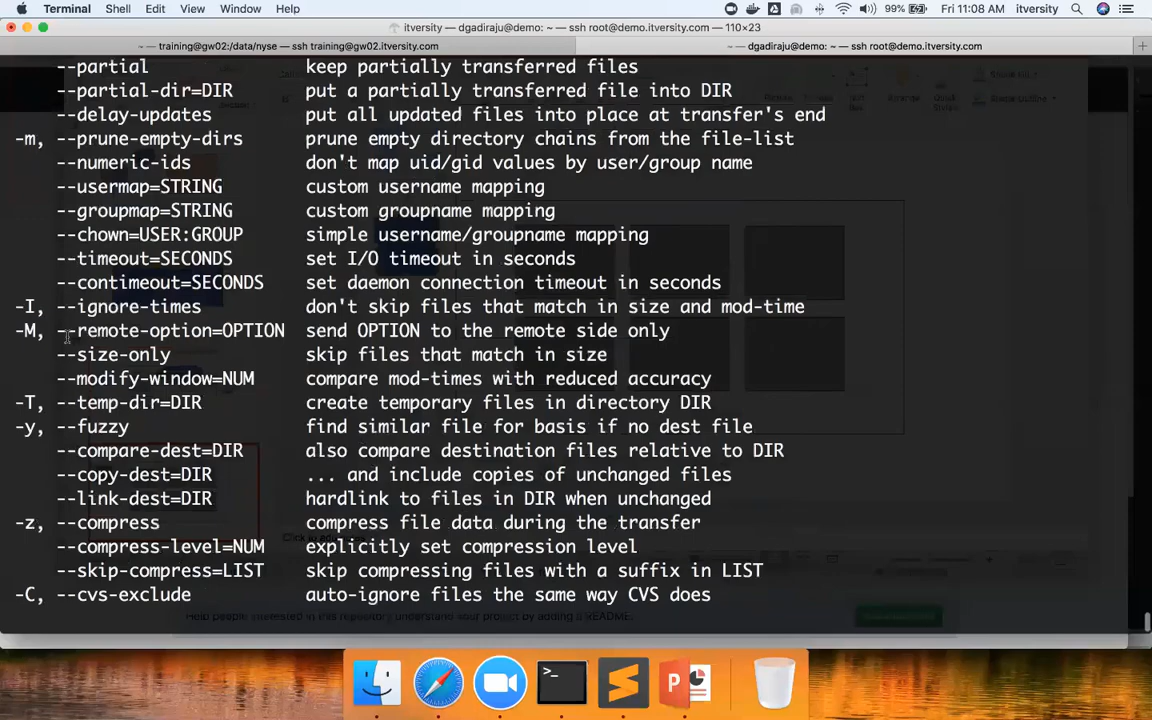 Terminal Shell Edit View Window Help 99% Fri 11:08 AM itversity
itversity — dgadiraju@demo: ~ — ssh root@demo.itversity.com — 110×23
~ — training@gw02:/data/nyse — ssh training@gw02.itversity.com
~ — dgadiraju@demo: ~ — ssh root@demo.itversity.com
--partial keep partially transferred files
--partial-dir=DIR put a partially transferred file into DIR
--delay-updates put all updated files into place at transfer's end
-m, --prune-empty-dirs prune empty directory chains from the file-list
--numeric-ids don't map uid/gid values by user/group name
--usermap=STRING custom username mapping
--groupmap=STRING custom groupname mapping
--chown=USER:GROUP simple username/groupname mapping
--timeout=SECONDS set I/O timeout in seconds
--contimeout=SECONDS set daemon connection timeout in seconds
-I, --ignore-times don't skip files that match in size and mod-time
-M, --remote-option=OPTION send OPTION to the remote side only
--size-only skip files that match in size
--modify-window=NUM compare mod-times with reduced accuracy
-T, --temp-dir=DIR create temporary files in directory DIR
-y, --fuzzy find similar file for basis if no dest file
--compare-dest=DIR also compare destination files relative to DIR
--copy-dest=DIR ... and include copies of unchanged files
--link-dest=DIR hardlink to files in DIR when unchanged
-z, --compress compress file data during the transfer
--compress-level=NUM explicitly set compression level
--skip-compress=LIST skip compressing files with a suffix in LIST
-C, --cvs-exclude auto-ignore files the same way CVS does
Help people interested in this repository understand your project by adding a README.